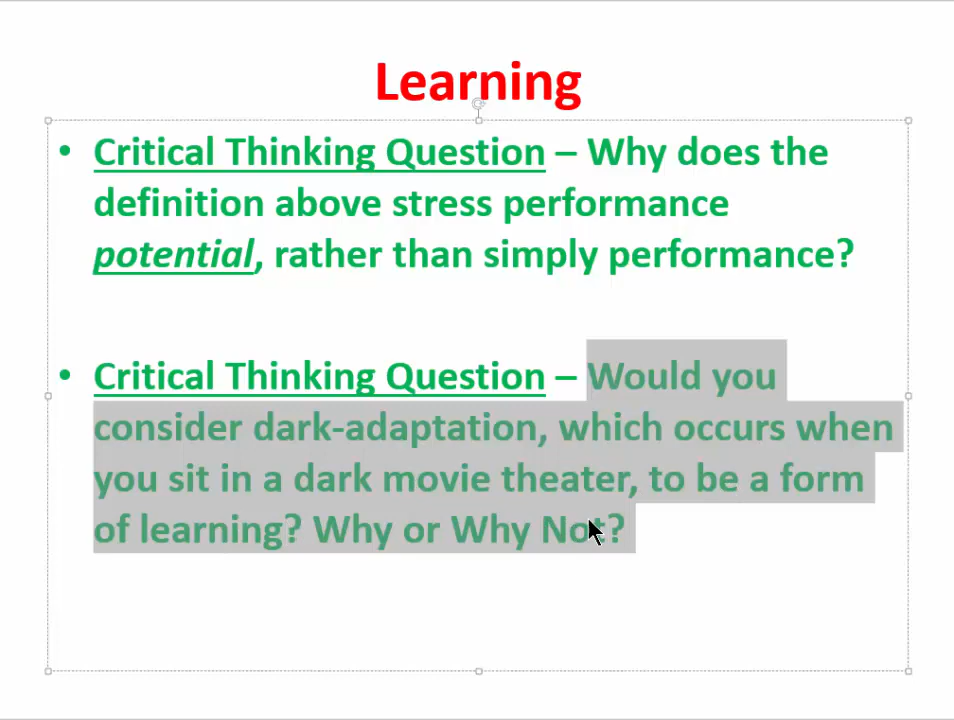 Learning
• Critical Thinking Question – Why does the
definition above stress performance
potential, rather than simply performance?
• Critical Thinking Question – Would you
consider dark-adaptation, which occurs when
you sit in a dark movie theater, to be a form
of learning? Why or Why Not?